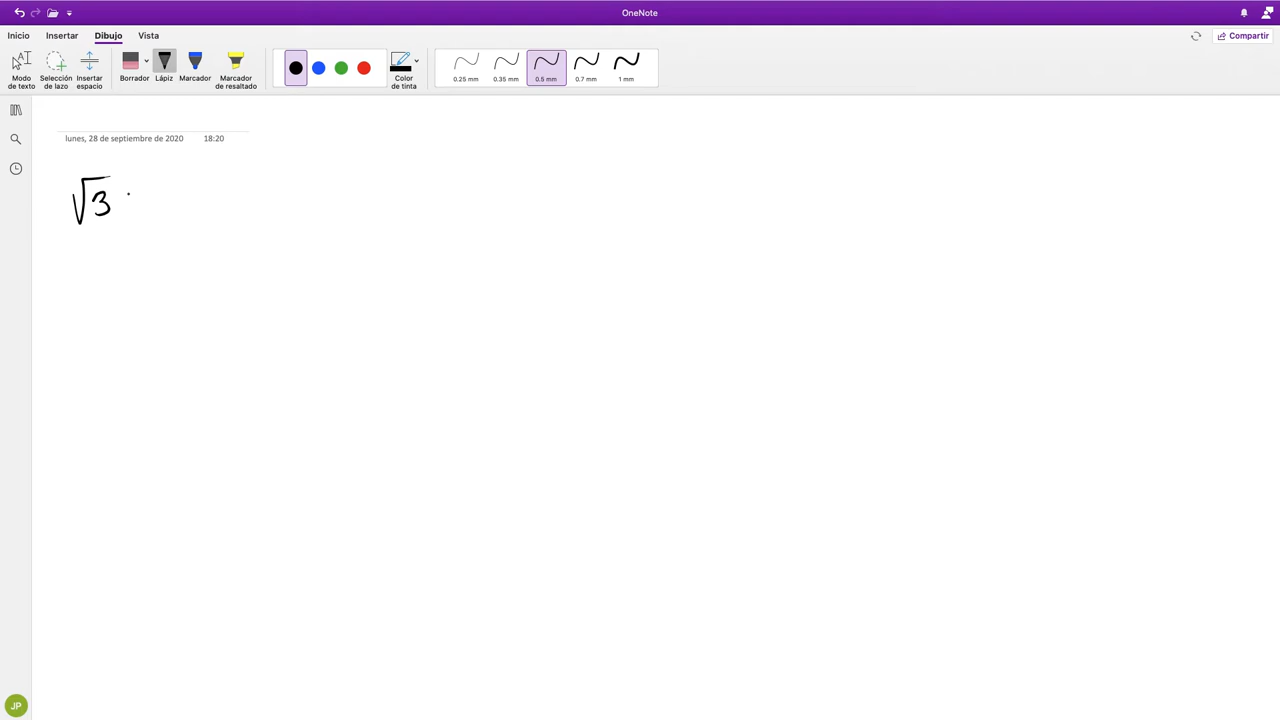 OneNote
Inicio Insertar Dibujo Vista
Compartir
Modo de texto
Selección de lazo
Insertar espacio
Borrador
Lápiz
Marcador
Marcador de resaltado
Color de tinta
0.25 mm 0.35 mm 0.5 mm 0.7 mm 1 mm
lunes, 28 de septiembre de 2020 18:20
√3 ·
JP